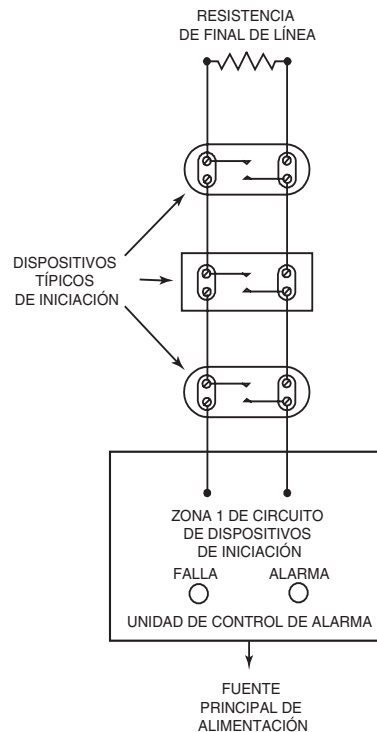 RESISTENCIA
DE FINAL DE LÍNEA
DISPOSITIVOS
TÍPICOS
DE INICIACIÓN
ZONA 1 DE CIRCUITO
DE DISPOSITIVOS
DE INICIACIÓN
FALLA ALARMA
UNIDAD DE CONTROL DE ALARMA
FUENTE
PRINCIPAL DE
ALIMENTACIÓN